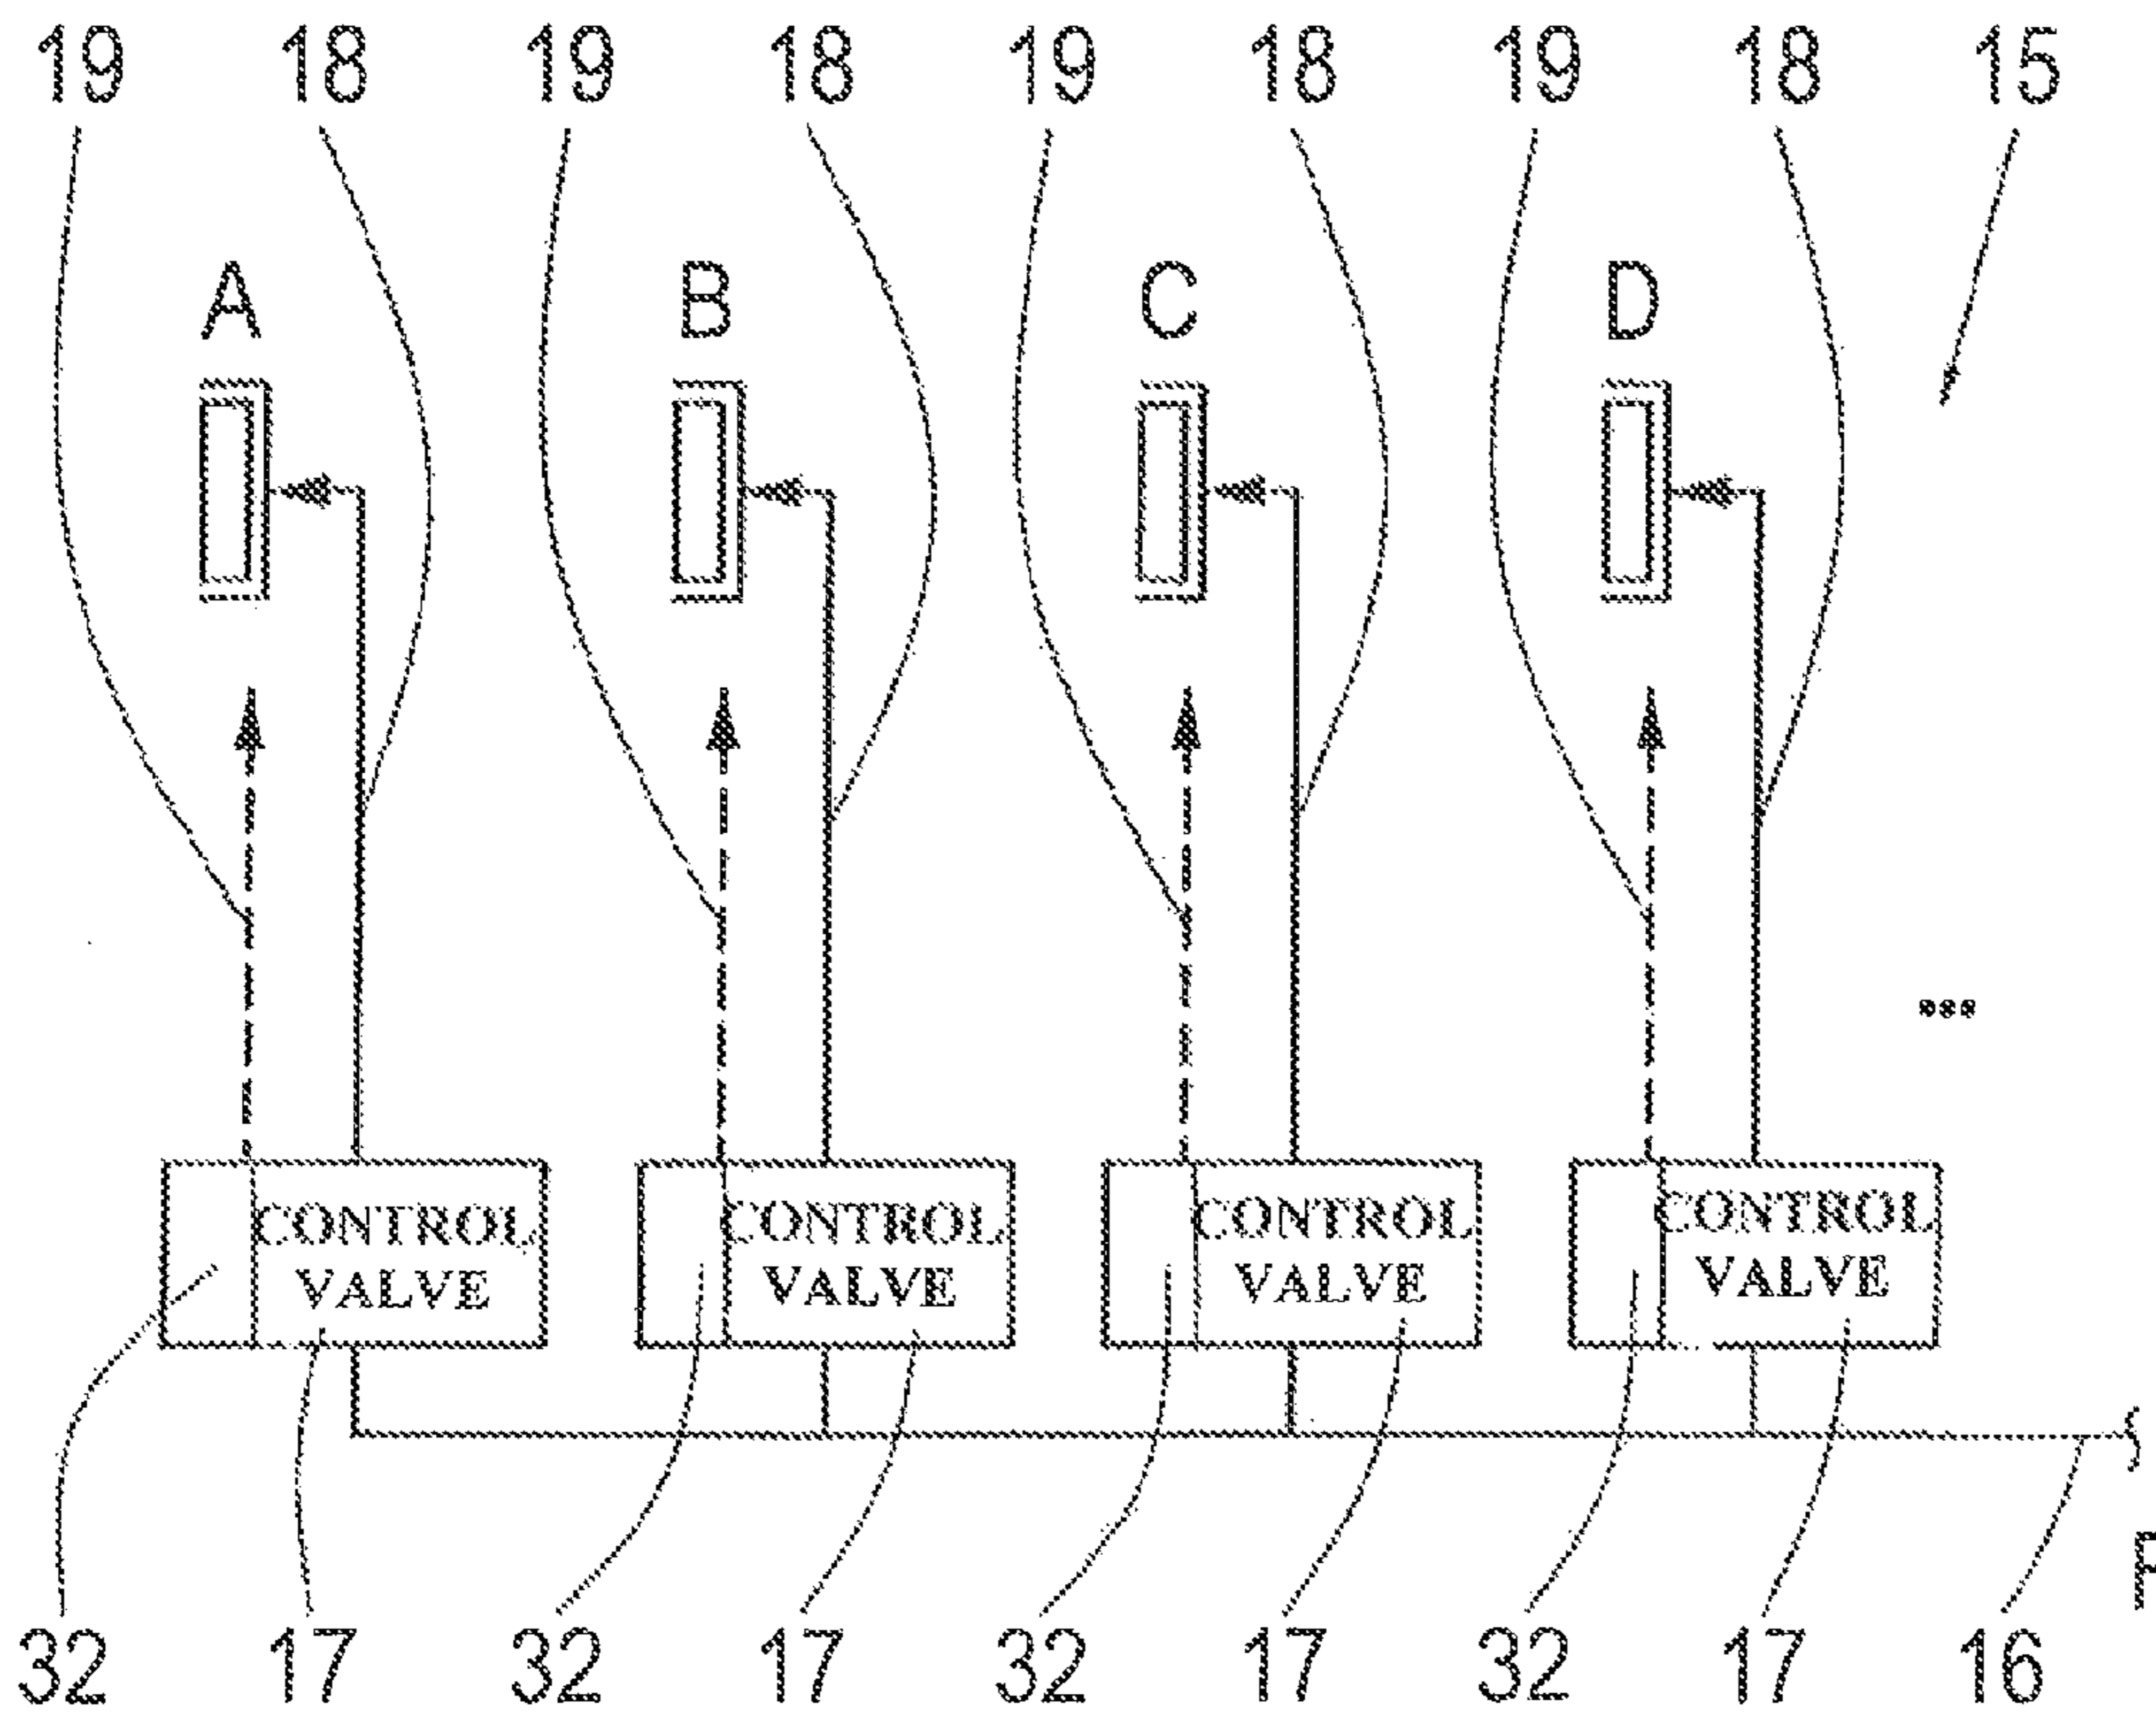 19 18 19 18 19 18 19 18 15
A B C D
...
CONTROL CONTROL CONTROL CONTROL
VALVE VALVE VALVE VALVE
32 17 32 17 32 17 32 17 16